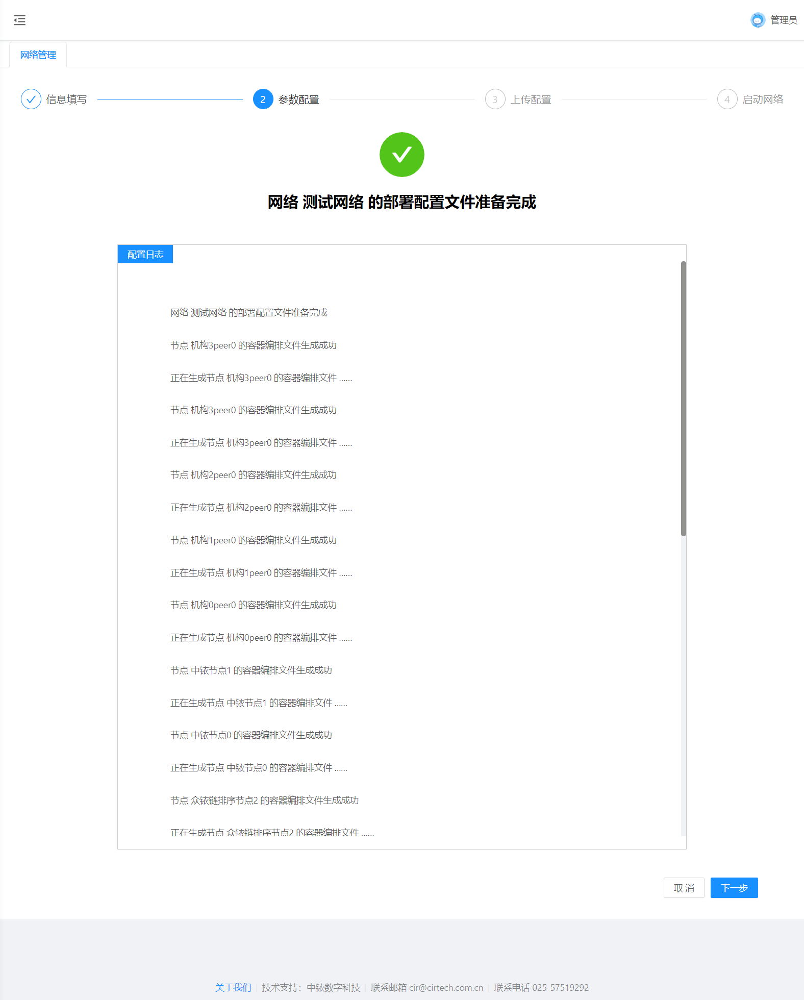 管理员
网络管理
信息填写
2 参数配置
3 上传配置
4 启动网络
网络 测试网络 的部署配置文件准备完成
配置日志
网络 测试网络 的部署配置文件准备完成
节点 机构3peer0 的容器编排文件生成成功
正在生成节点 机构3peer0 的容器编排文件 ......
节点 机构3peer0 的容器编排文件生成成功
正在生成节点 机构3peer0 的容器编排文件 ......
节点 机构2peer0 的容器编排文件生成成功
正在生成节点 机构2peer0 的容器编排文件 ......
节点 机构1peer0 的容器编排文件生成成功
正在生成节点 机构1peer0 的容器编排文件 ......
节点 机构0peer0 的容器编排文件生成成功
正在生成节点 机构0peer0 的容器编排文件 ......
节点 中铱节点1 的容器编排文件生成成功
正在生成节点 中铱节点1 的容器编排文件 ......
节点 中铱节点0 的容器编排文件生成成功
正在生成节点 中铱节点0 的容器编排文件 ......
节点 众铱链排序节点2 的容器编排文件生成成功
正在生成节点 众铱链排序节点2 的容器编排文件 ......
取 消 下一步
关于我们 技术支持：中铱数字科技 联系邮箱 cir@cirtech.com.cn 联系电话 025-57519292